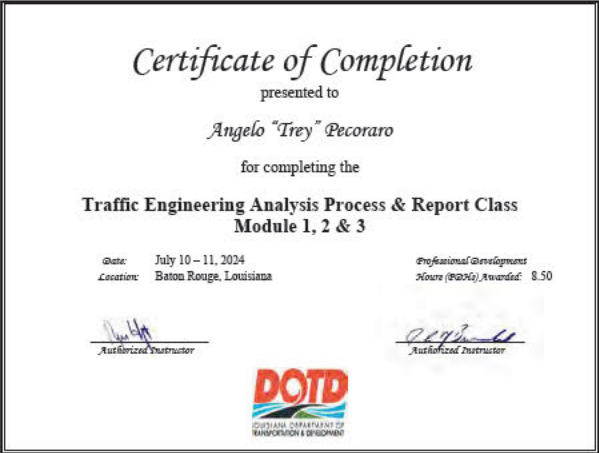 Certificate of Completion
presented to
Angelo “Trey” Pecoraro
for completing the
Traffic Engineering Analysis Process & Report Class
Module 1, 2 & 3
Date: July 10 – 11, 2024
Location: Baton Rouge, Louisiana
Professional Development
Hours (PDHs) Awarded: 8.50
Authorized Instructor
Authorized Instructor
DOTD
LOUISIANA DEPARTMENT OF
TRANSPORTATION & DEVELOPMENT